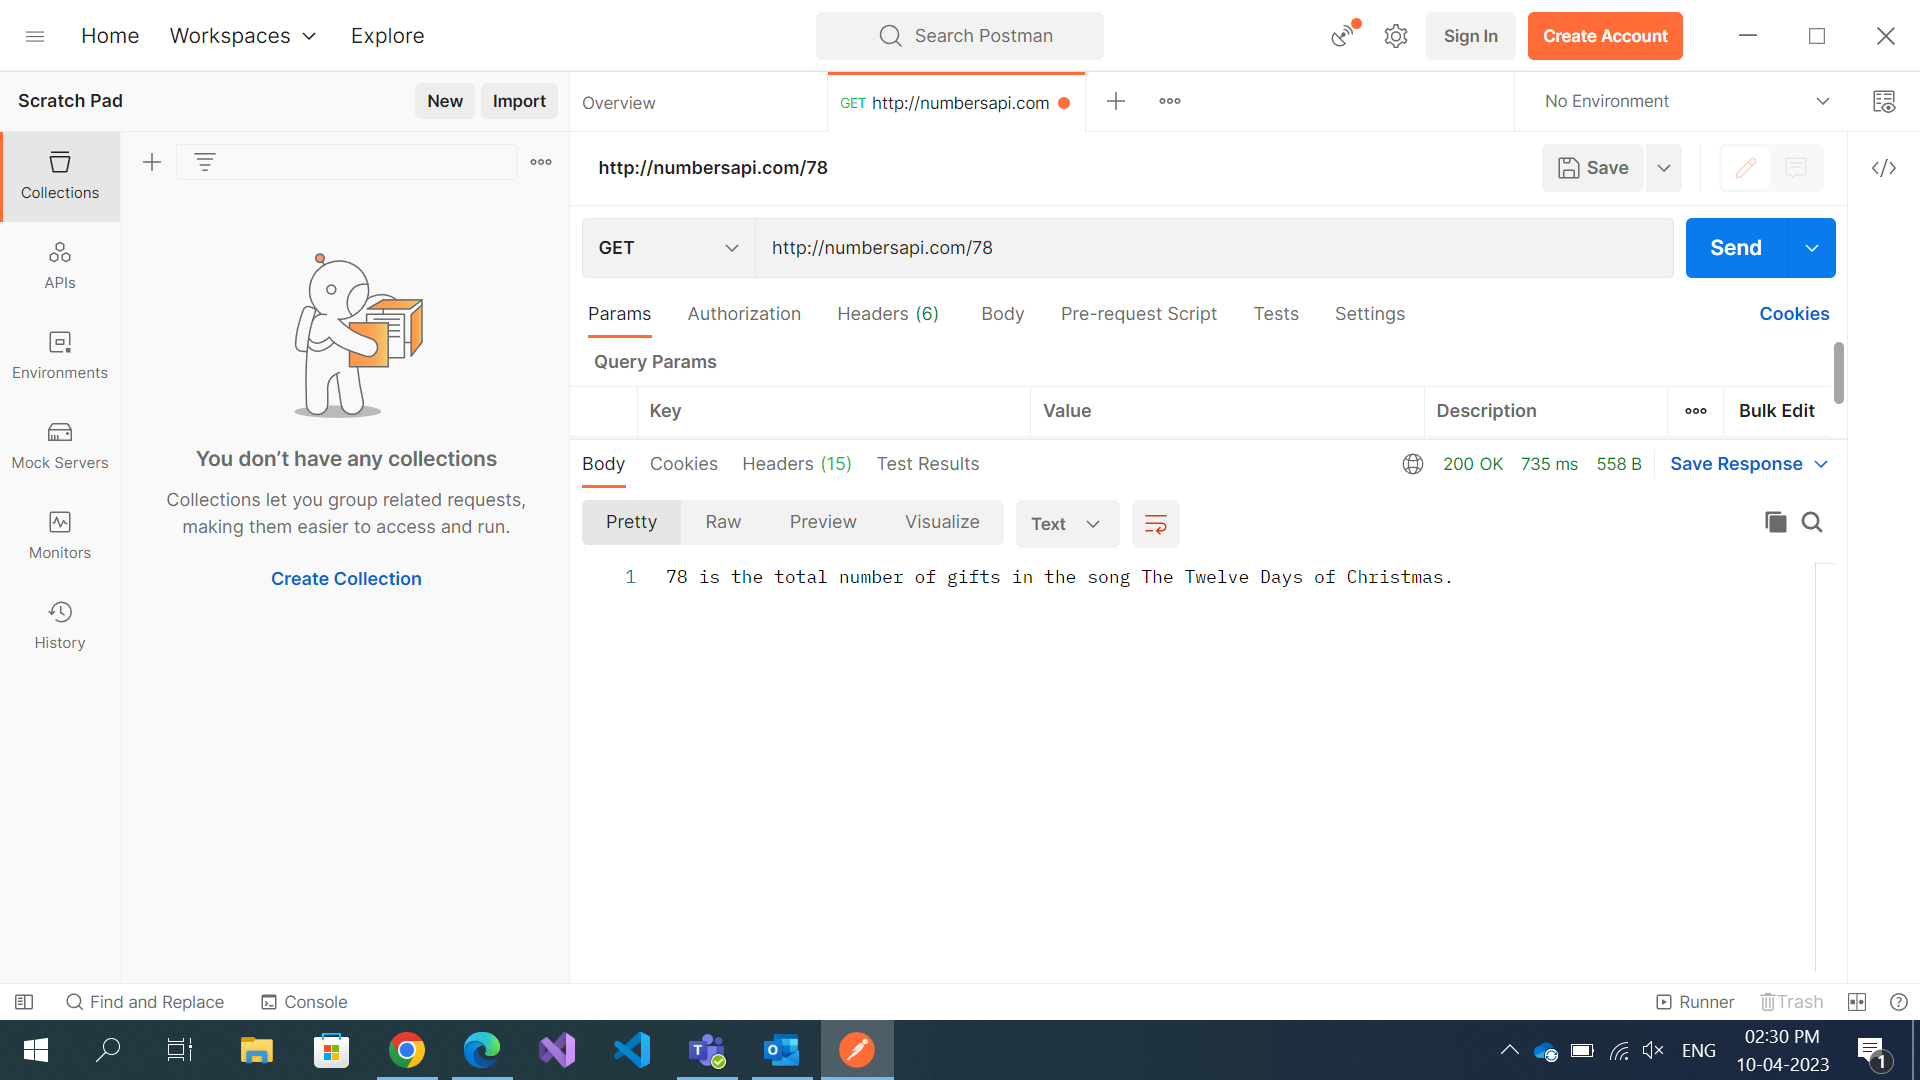 Home
Workspaces
Explore
Search Postman
Sign In
Create Account
Scratch Pad
New
Import
Overview
GET http://numbersapi.com
No Environment
Collections
APIs
Environments
Mock Servers
Monitors
History
You don’t have any collections
Collections let you group related requests,
making them easier to access and run.
Create Collection
http://numbersapi.com/78
Save
GET
http://numbersapi.com/78
Send
Params
Authorization
Headers (6)
Body
Pre-request Script
Tests
Settings
Cookies
Query Params
Key
Value
Description
Bulk Edit
Body
Cookies
Headers (15)
Test Results
200 OK
735 ms
558 B
Save Response
Pretty
Raw
Preview
Visualize
Text
1 78 is the total number of gifts in the song The Twelve Days of Christmas.
Find and Replace
Console
Runner
Trash
ENG
02:30 PM
10-04-2023
1